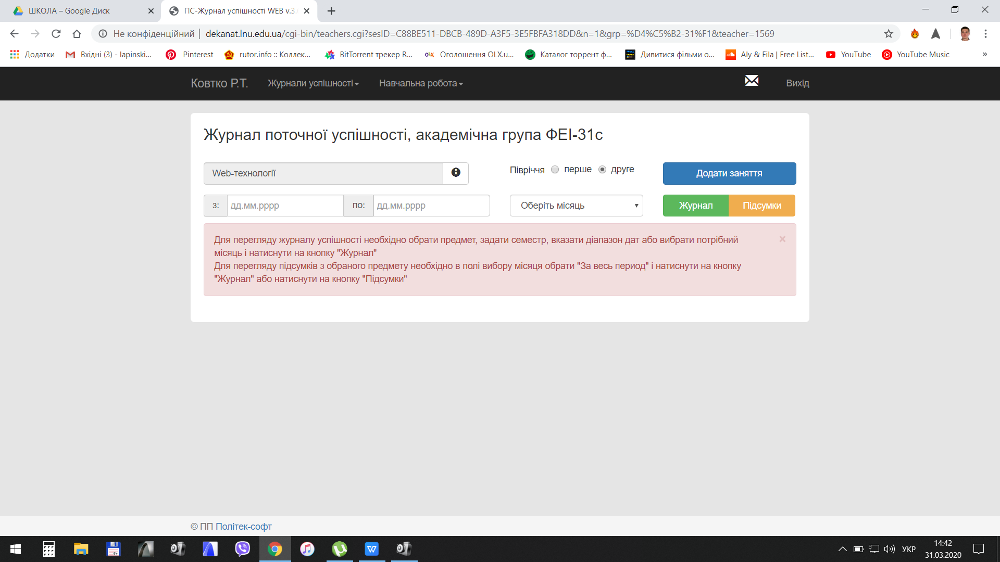 ШКОЛА – Google Диск
ПС-Журнал успішності WEB v.3.
Не конфіденційний
dekanat.lnu.edu.ua/cgi-bin/teachers.cgi?sesID=C88BE511-DBCB-489D-A3F5-3E5FBFA318DD&n=1&grp=%D4%C5%B2-31%F1&teacher=1569
Додатки
Вхідні (3) - lapinski...
Pinterest
rutor.info :: Коллек...
BitTorrent трекер R...
OLX
Оголошення OLX.u...
Каталог торрент ф...
Дивитися фільми о...
Aly & Fila | Free List...
YouTube
YouTube Music
»
Ковтко Р.Т.
Журнали успішності
Навчальна робота
Вихід
Журнал поточної успішності, академічна група ФЕІ-31с
Web-технології
Півріччя
перше
друге
Додати заняття
з:
дд.мм.рррр
по:
дд.мм.рррр
Оберіть місяць
Журнал
Підсумки
Для перегляду журналу успішності необхідно обрати предмет, задати семестр, вказати діапазон дат або вибрати потрібний
місяць і натиснути на кнопку "Журнал"
Для перегляду підсумків з обраного предмету необхідно в полі вибору місяця обрати "За весь период" і натиснути на кнопку
"Журнал" або натиснути на кнопку "Підсумки"
×
© ПП Політек-софт
64
УКР
14:42
31.03.2020